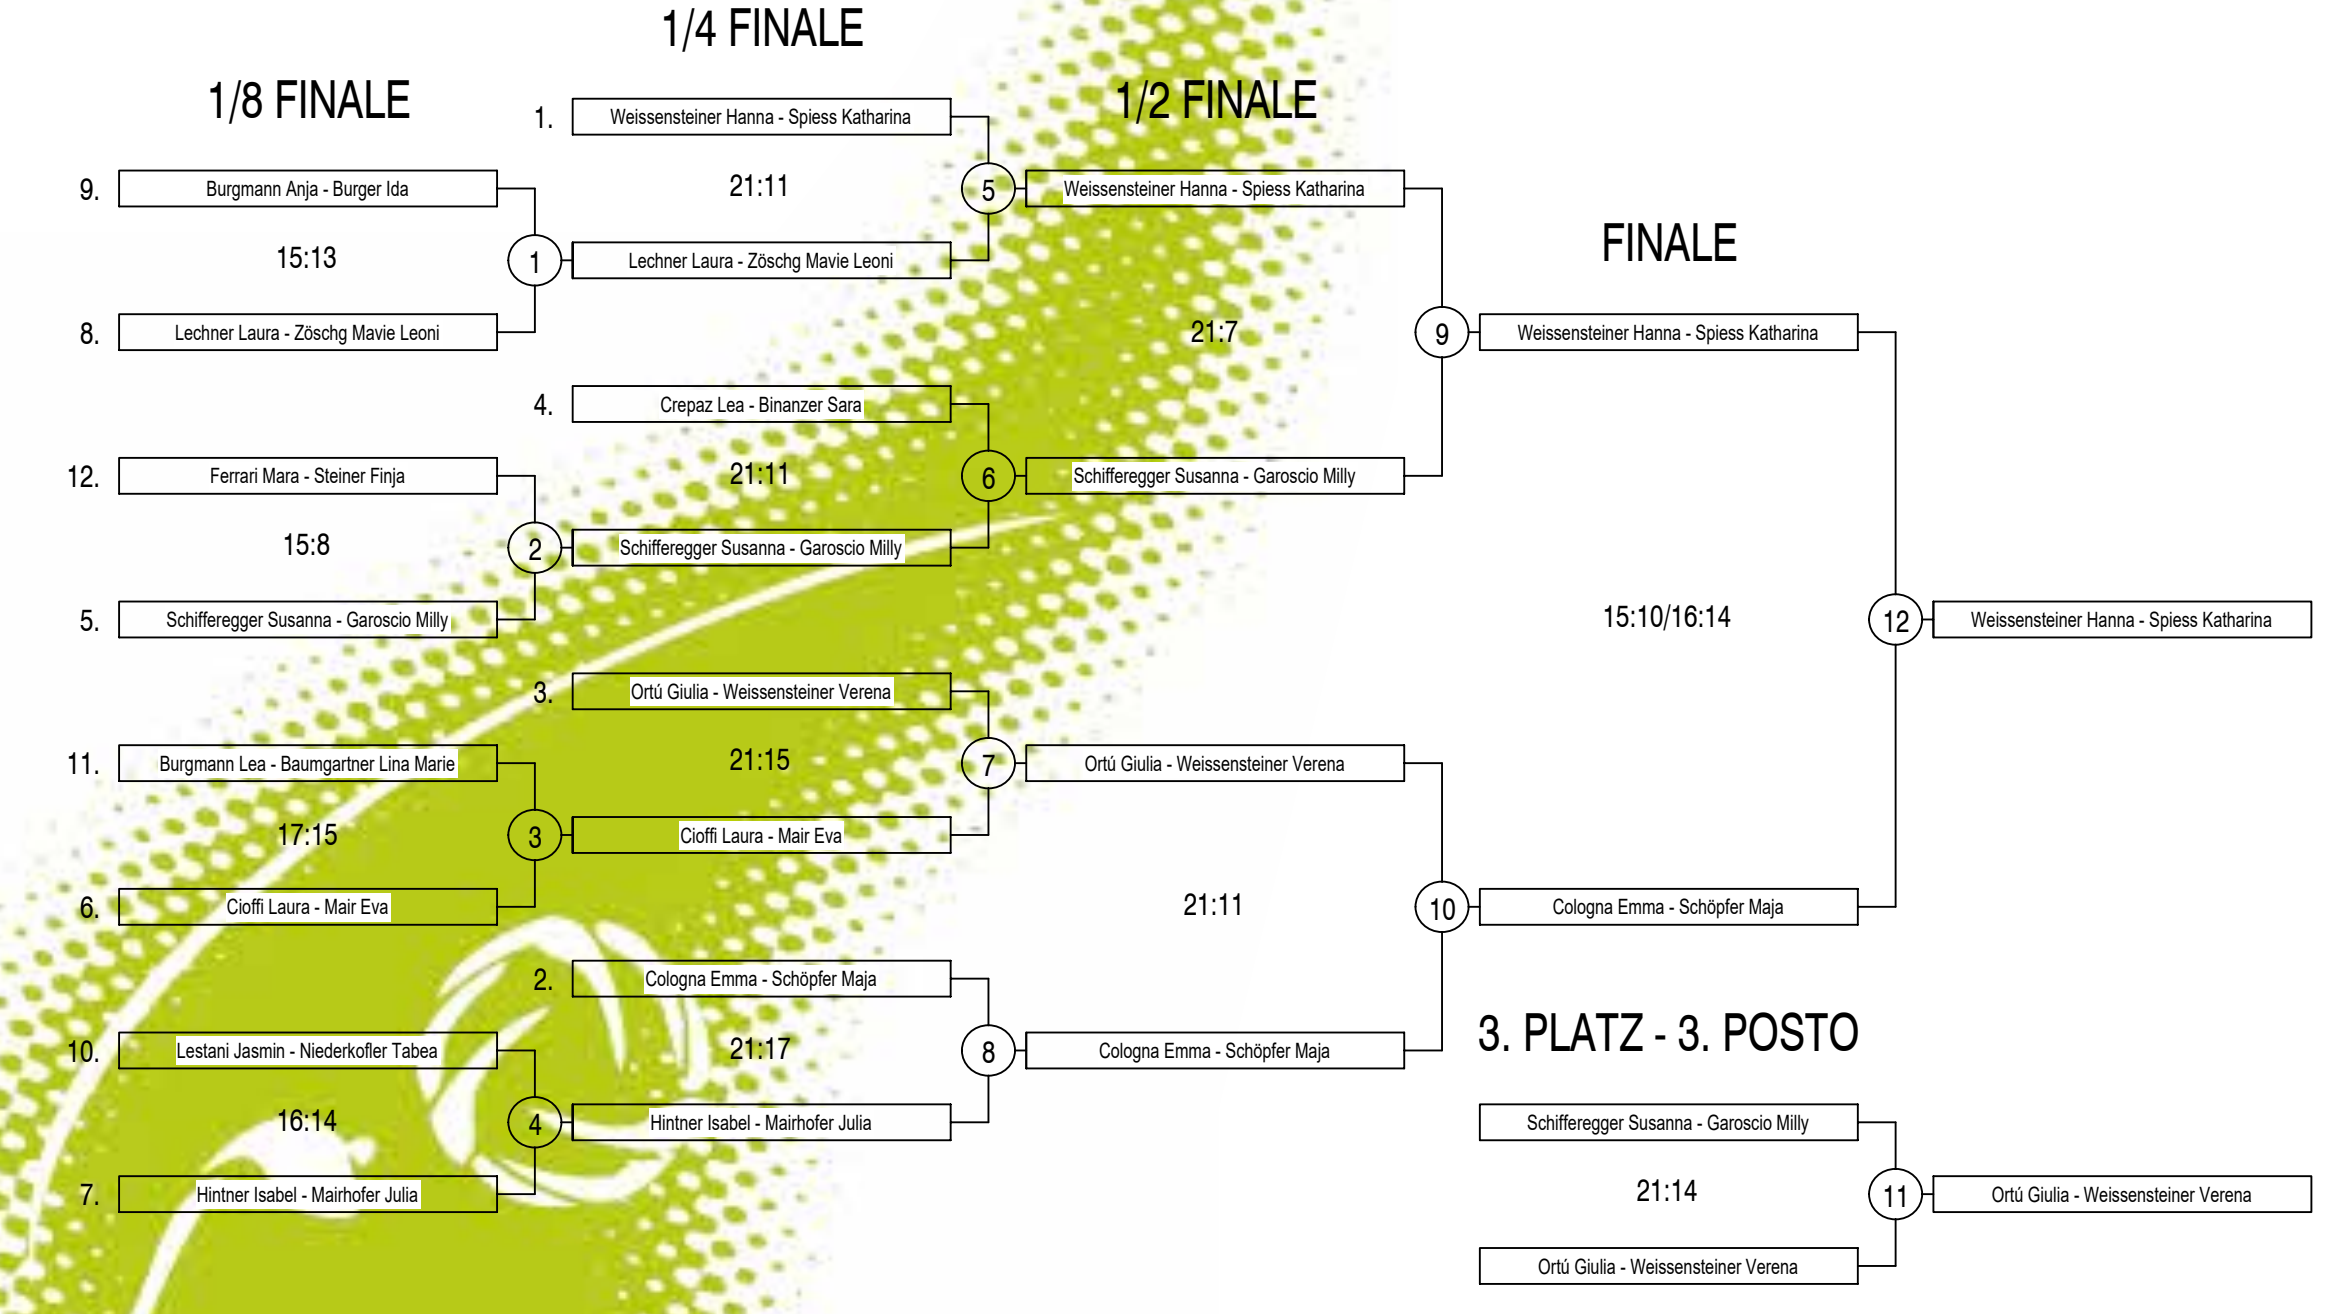 1/4 FINALE
1/8 FINALE
1/2 FINALE
1. Weissensteiner Hanna - Spiess Katharina
9. Burgmann Anja - Burger Ida
21:11
5
Weissensteiner Hanna - Spiess Katharina
FINALE
15:13
1
Lechner Laura - Zöschg Mavie Leoni
8. Lechner Laura - Zöschg Mavie Leoni
21:7
9
Weissensteiner Hanna - Spiess Katharina
4. Crepaz Lea - Binanzer Sara
12. Ferrari Mara - Steiner Finja
21:11
6
Schifferegger Susanna - Garoscio Milly
15:8
2
Schifferegger Susanna - Garoscio Milly
5. Schifferegger Susanna - Garoscio Milly
15:10/16:14
12
Weissensteiner Hanna - Spiess Katharina
3. Ortú Giulia - Weissensteiner Verena
11. Burgmann Lea - Baumgartner Lina Marie
21:15
7
Ortú Giulia - Weissensteiner Verena
17:15
3
Cioffi Laura - Mair Eva
6. Cioffi Laura - Mair Eva
21:11
10
Cologna Emma - Schöpfer Maja
2. Cologna Emma - Schöpfer Maja
3. PLATZ - 3. POSTO
10. Lestani Jasmin - Niederkofler Tabea
21:17
8
Cologna Emma - Schöpfer Maja
16:14
4
Hintner Isabel - Mairhofer Julia
Schifferegger Susanna - Garoscio Milly
7. Hintner Isabel - Mairhofer Julia
21:14
11
Ortú Giulia - Weissensteiner Verena
Ortú Giulia - Weissensteiner Verena